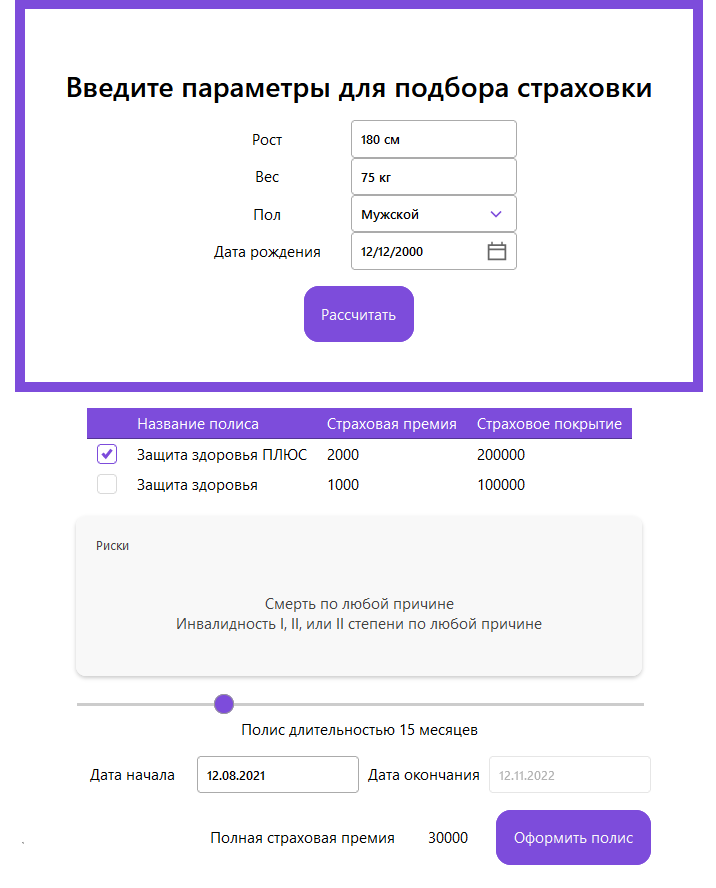 Введите параметры для подбора страховки
Рост 180 см
Вес 75 кг
Пол Мужской
Дата рождения 12/12/2000
Рассчитать
Название полиса Страховая премия Страховое покрытие
Защита здоровья ПЛЮС 2000 200000
Защита здоровья 1000 100000
Риски
Смерть по любой причине
Инвалидность I, II, или II степени по любой причине
Полис длительностью 15 месяцев
Дата начала 12.08.2021 Дата окончания 12.11.2022
Полная страховая премия 30000 Оформить полис